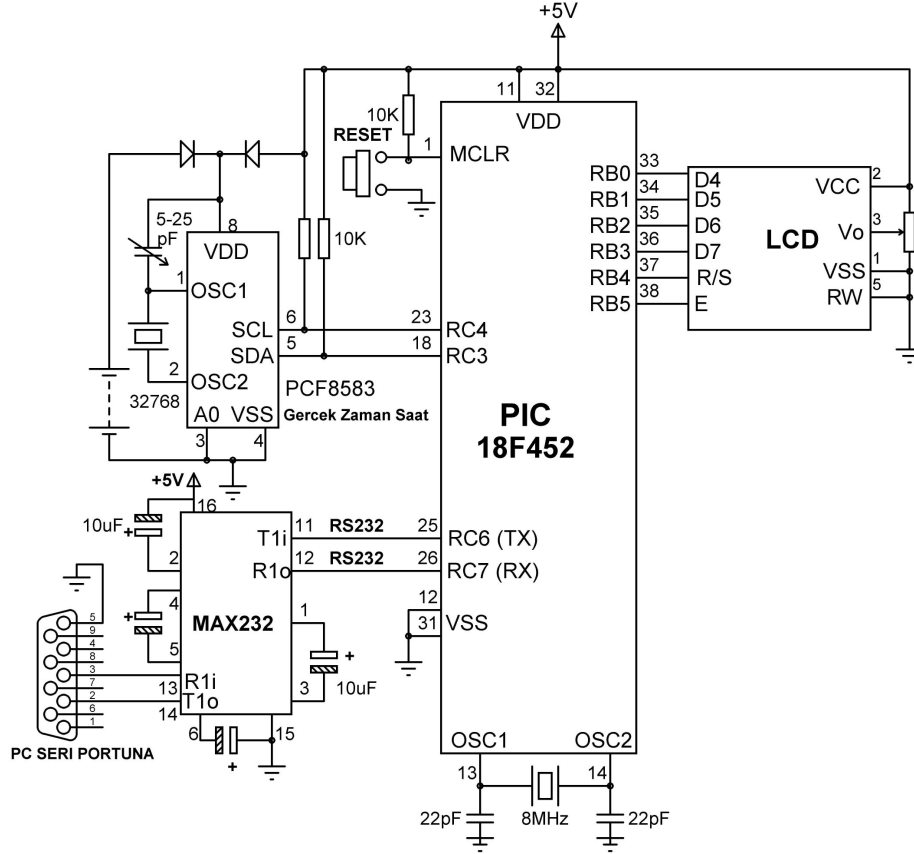 +5V
11 32
VDD
10K
RESET
1
MCLR
RB0 33 D4
RB1 34 D5
RB2 35 D6
RB3 36 D7
RB4 37 R/S
RB5 38 E
LCD
VCC 2
Vo 3
VSS 1
RW 5
5-25
pF
8
VDD
10K
1
OSC1
SCL 6
SDA 5
23 RC4
18 RC3
2
OSC2
32768
PCF8583
Gercek Zaman Saat
A0 VSS
3 4
PIC
18F452
+5V
16
10uF
+
2
T1i 11 RS232 25 RC6 (TX)
R1o 12 RS232 26 RC7 (RX)
4
+
5
MAX232
1
+
10uF
3
12
31 VSS
5
9
4
8
3
7
2
6
1
R1i
13
T1o
14
6 15
+
PC SERI PORTUNA
OSC1 OSC2
13 14
22pF 8MHz 22pF